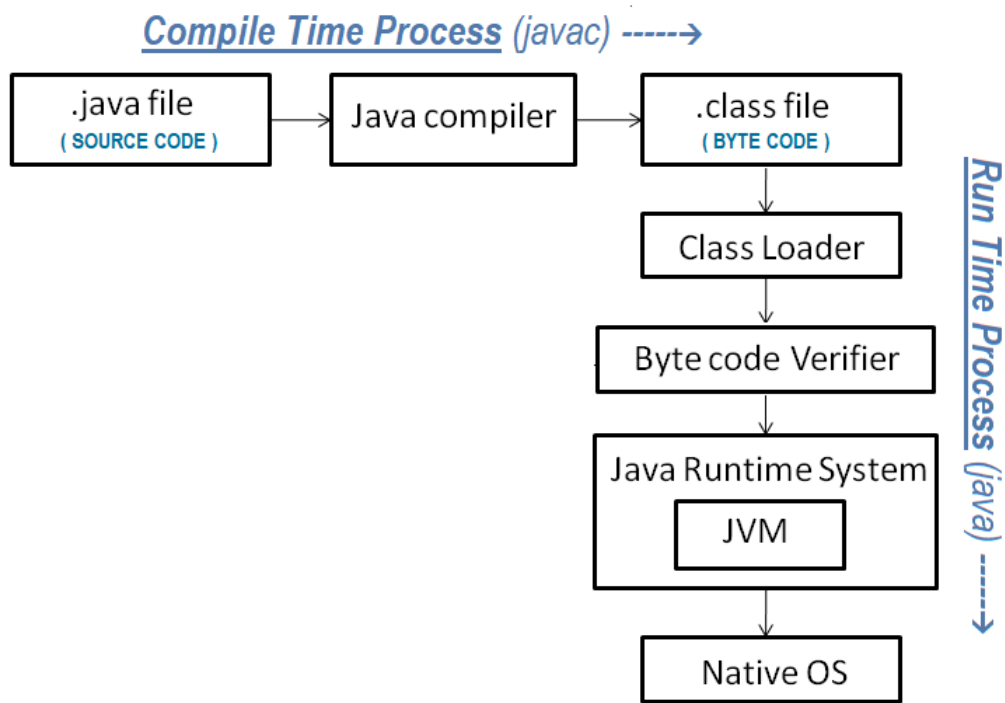 Compile Time Process (javac) ------→
.java file
( SOURCE CODE )
Java compiler
.class file
( BYTE CODE )
Class Loader
Byte code Verifier
Java Runtime System
JVM
Native OS
Run Time Process (java) ------→